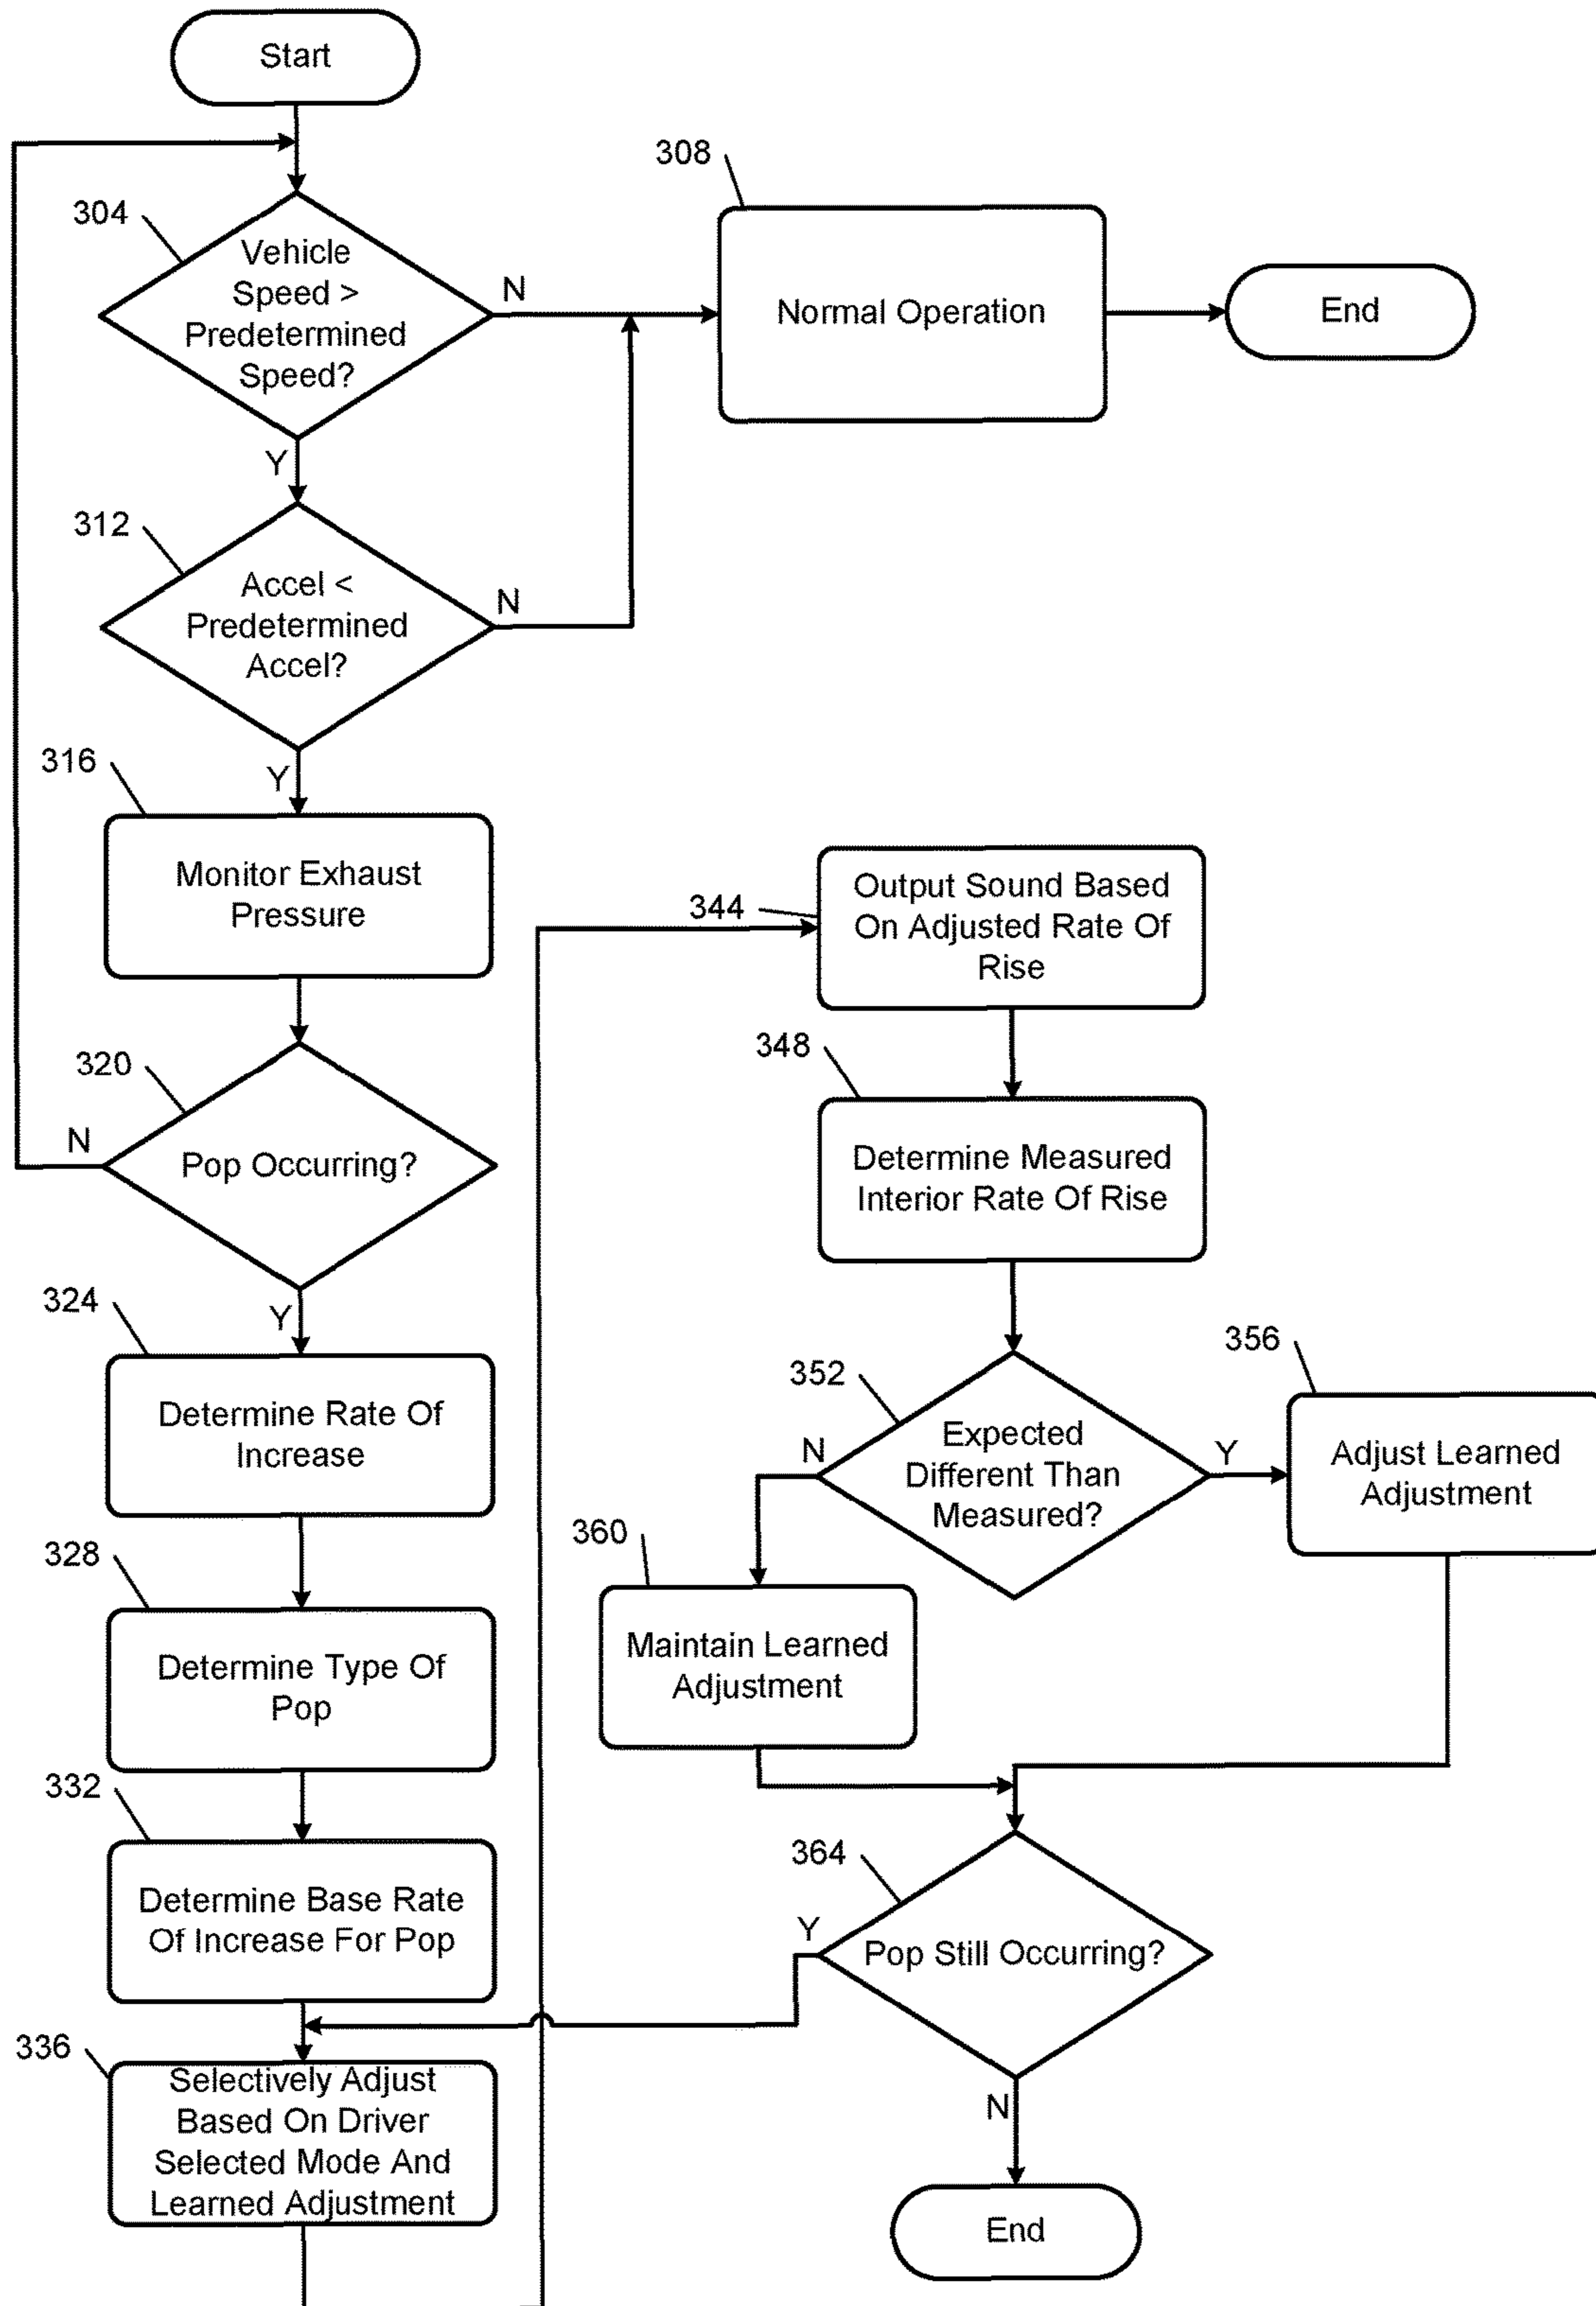 Start
304
Vehicle
Speed >
Predetermined
Speed?
N
Y
308
Normal Operation
End
312
Accel <
Predetermined
Accel?
N
Y
316
Monitor Exhaust
Pressure
320
Pop Occurring?
N
Y
324
Determine Rate Of
Increase
328
Determine Type Of
Pop
332
Determine Base Rate
Of Increase For Pop
336
Selectively Adjust
Based On Driver
Selected Mode And
Learned Adjustment
344
Output Sound Based
On Adjusted Rate Of
Rise
348
Determine Measured
Interior Rate Of Rise
352
Expected
Different Than
Measured?
N
Y
356
Adjust Learned
Adjustment
360
Maintain Learned
Adjustment
364
Pop Still Occurring?
Y
N
End